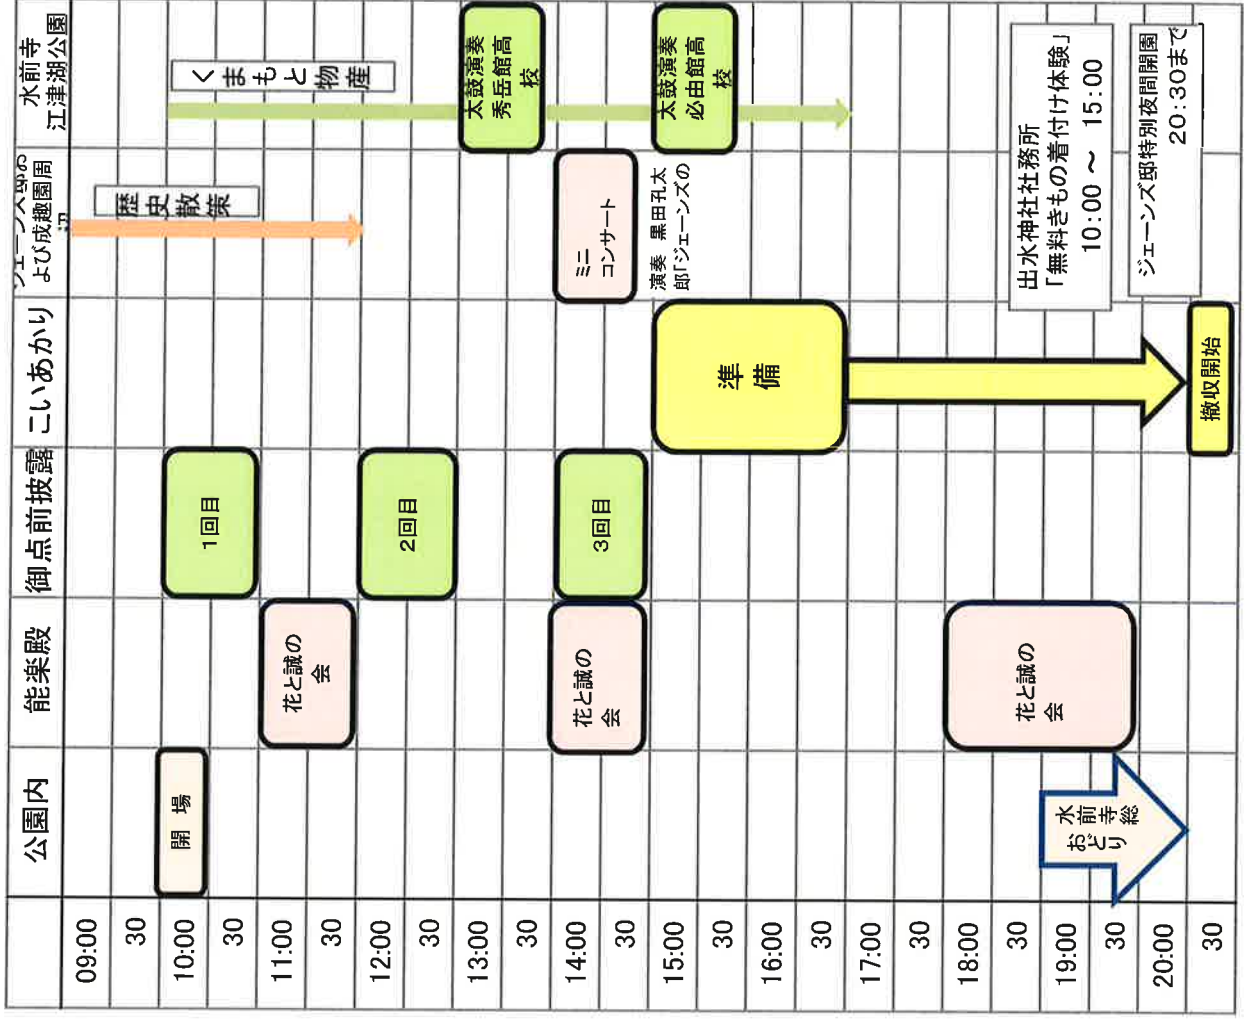 公園内
能楽殿
御点前披露
こいあかり
よび成趣園周
水前寺
江津湖公園
09:00
30
10:00
30
11:00
30
12:00
30
13:00
30
14:00
30
15:00
30
16:00
30
17:00
30
18:00
30
19:00
30
20:00
30
開 場
水前寺総
おどり
花と誠の
会
花と誠の
会
花と誠の
会
1回目
2回目
3回目
準
備
撤収開始
歴史散策
ミニ
コンサート
演奏 黒田孔太
郎「ジェーンズの
くまもと物産
太鼓演奏
秀岳館高
校
太鼓演奏
必由館高
校
出水神社社務所
「無料きもの着付け体験」
10:00 ～ 15:00
ジェーンズ邸特別夜間開園
20:30まで